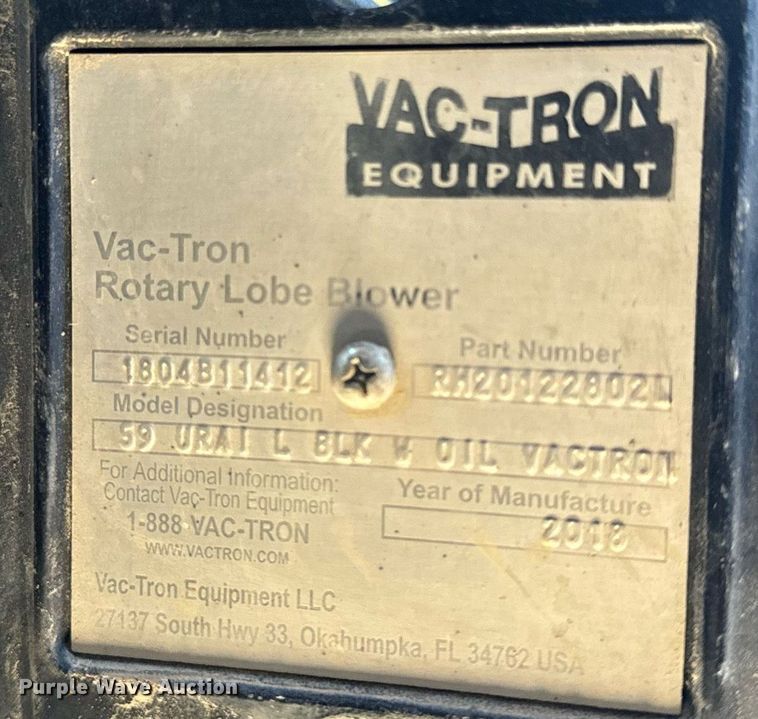 VAC-TRON
EQUIPMENT
Vac-Tron
Rotary Lobe Blower
Serial Number
1804B11412
Part Number
RM20122802L
Model Designation
59 URAI L BLK W OIL VACTRON
For Additional Information:
Contact Vac-Tron Equipment
1-888 VAC-TRON
WWW.VACTRON.COM
Year of Manufacture
2018
Vac-Tron Equipment LLC
27137 South Hwy 33, Okahumpka, FL 34762 USA
Purple Wave Auction